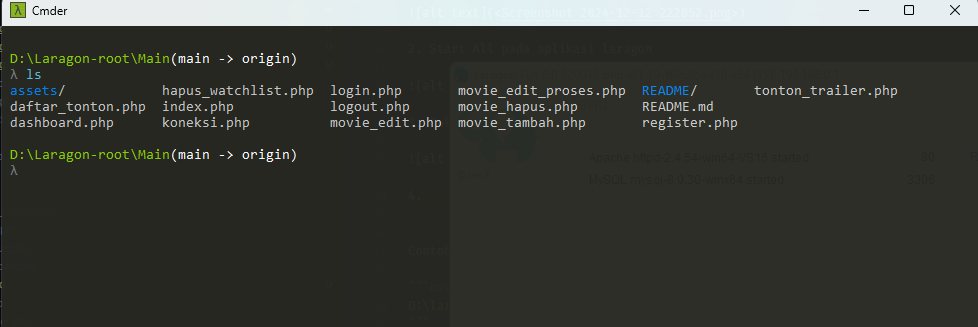 λ Cmder
D:\Laragon-root\Main(main -> origin)
λ ls
assets/ hapus_watchlist.php login.php movie_edit_proses.php README/ tonton_trailer.php
daftar_tonton.php index.php logout.php movie_hapus.php README.md
dashboard.php koneksi.php movie_edit.php movie_tambah.php register.php
D:\Laragon-root\Main(main -> origin)
λ